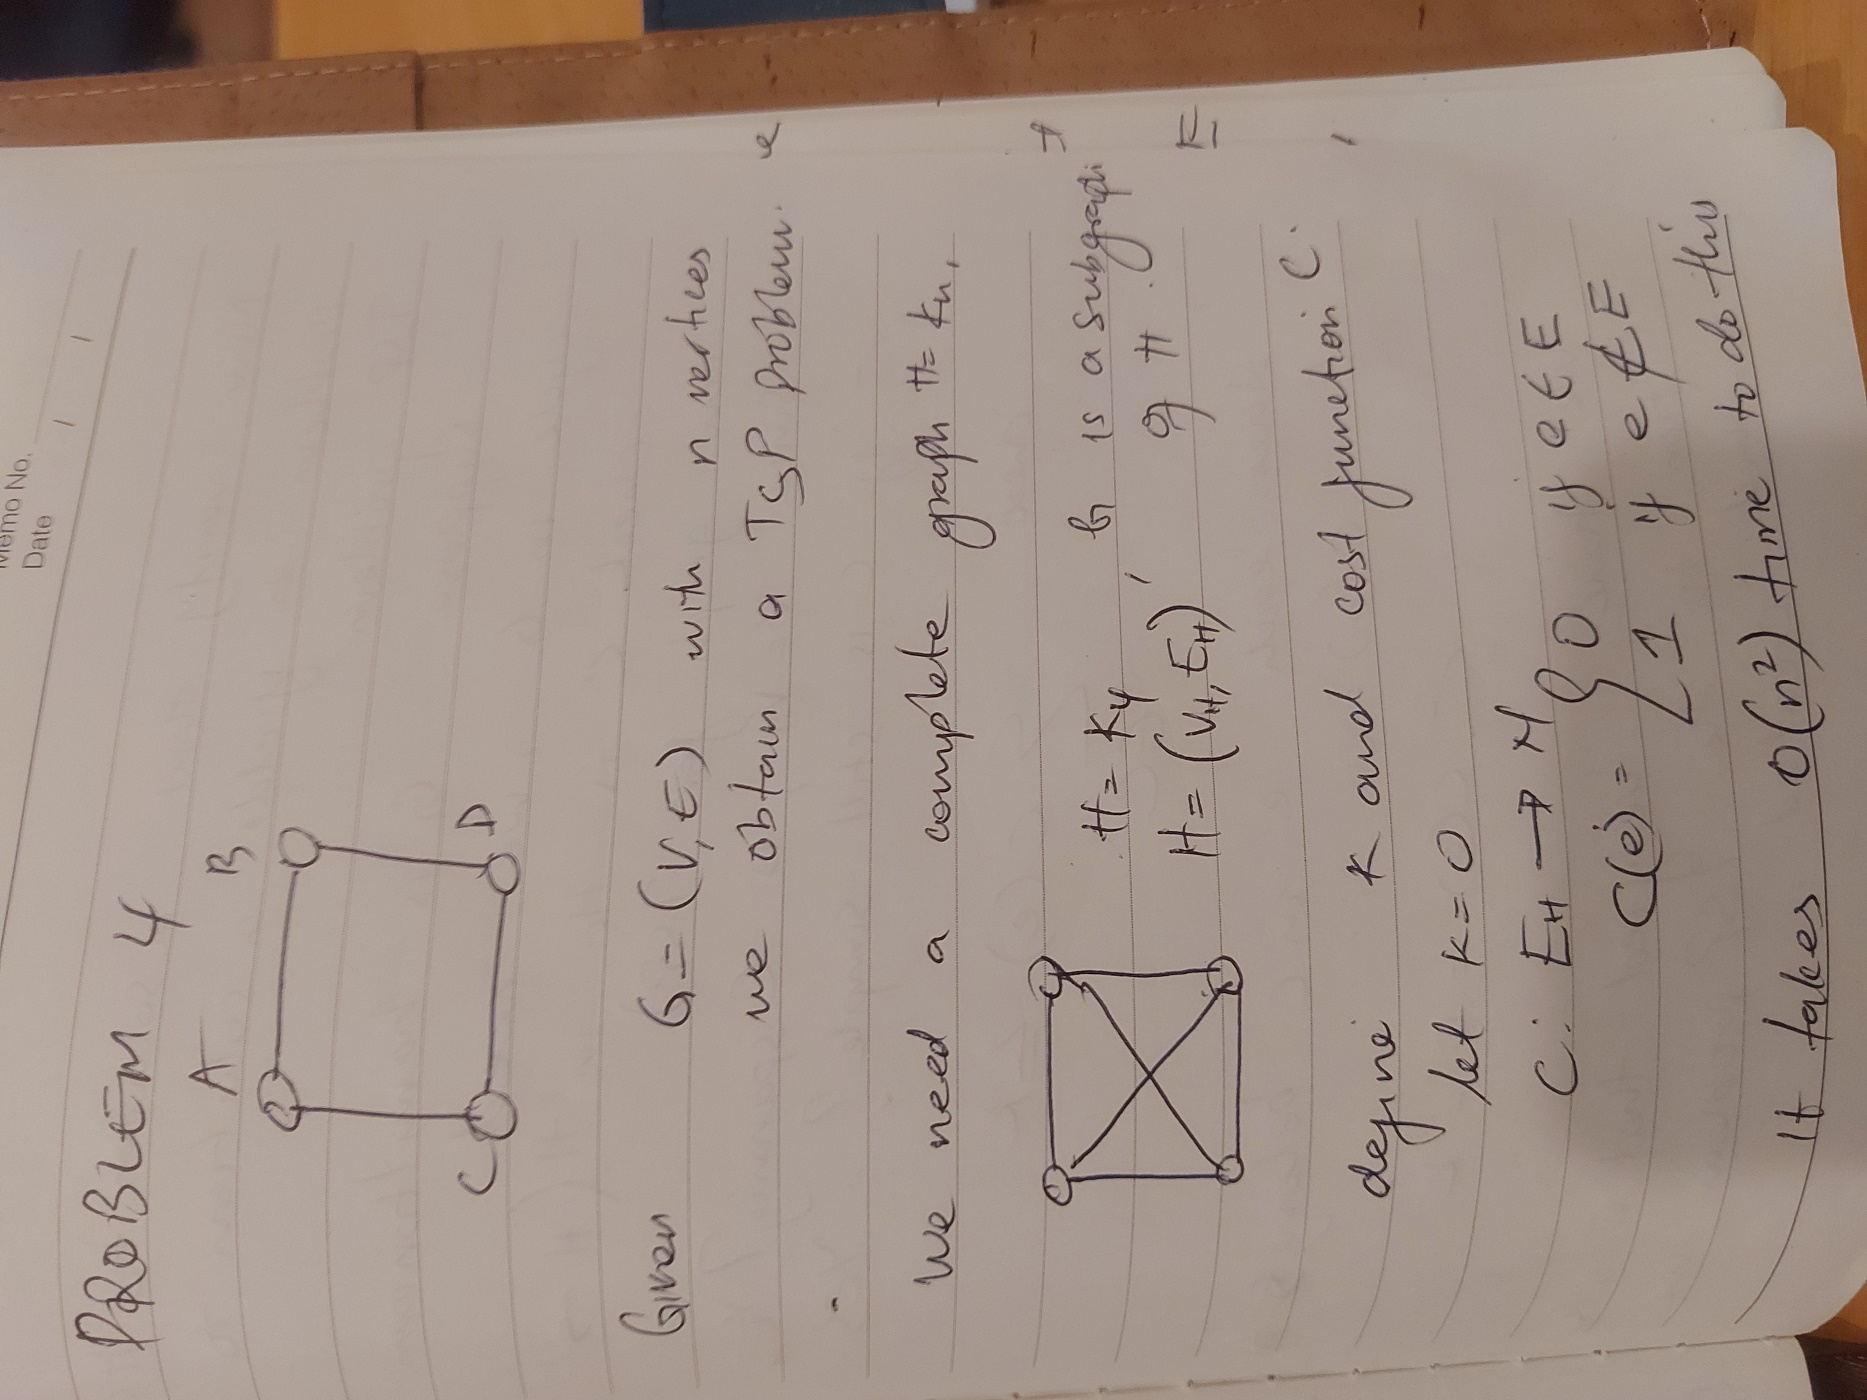 Memo No.
Date / /
PROBLEM 4
A B
C D
Given G = (V, E) with n vertices
we obtain a TSP problem.
We need a complete graph H = Kn,
H = K4, G is a subgraph
H = (VH, EH) of H.
define K and cost function C.
let K = 0
C: EH → N
C(e) = { 0 if e ∈ E
1 if e ∉ E
It takes O(n²) time to do this